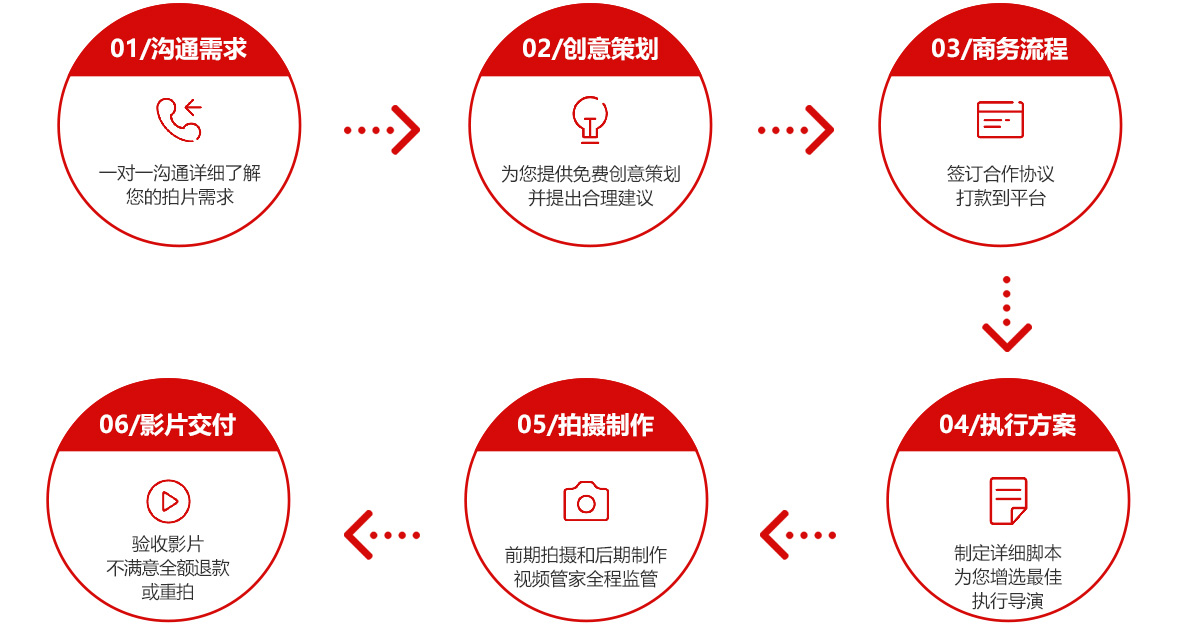 01/沟通需求
一对一沟通详细了解
您的拍片需求
02/创意策划
为您提供免费创意策划
并提出合理建议
03/商务流程
签订合作协议
打款到平台
04/执行方案
制定详细脚本
为您增选最佳
执行导演
05/拍摄制作
前期拍摄和后期制作
视频管家全程监管
06/影片交付
验收影片
不满意全额退款
或重拍